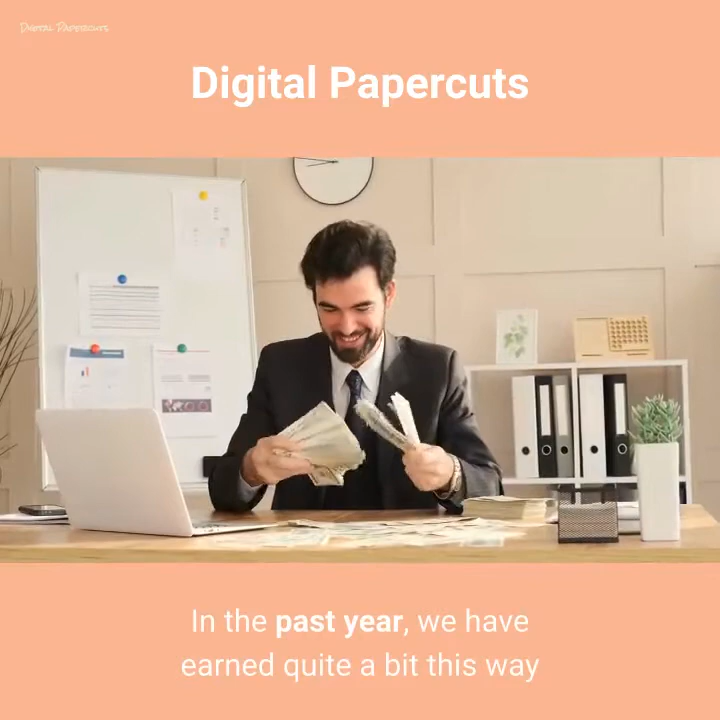 Digital Papercuts
Digital Papercuts
In the past year, we have
earned quite a bit this way